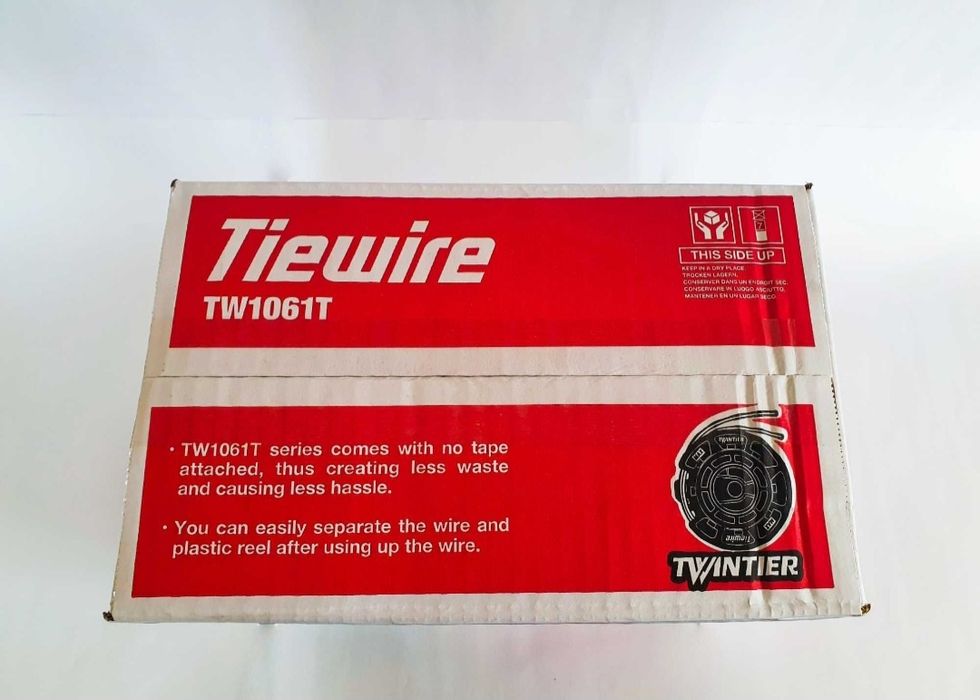 Tiewire
TW1061T
THIS SIDE UP
KEEP IN A DRY PLACE
TROCKEN LAGERN.
CONSERVER DANS UN ENDROIT SEC.
CONSERVARE IN LUOGO ASCIUTTO.
MANTENER EN UN LUGAR SECO.
· TW1061T series comes with no tape
attached, thus creating less waste
and causing less hassle.
· You can easily separate the wire and
plastic reel after using up the wire.
TWINTIER
Tiewire
TWINTIER